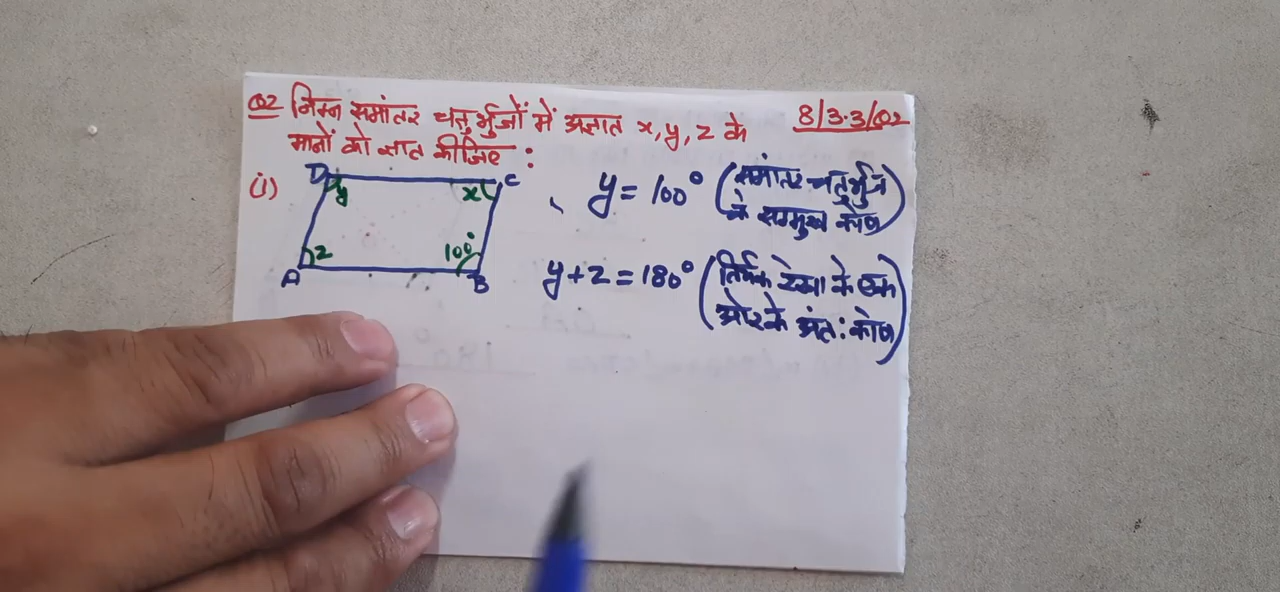 Q2 निम्न समांतर चतुर्भुजों में अज्ञात x, y, z के
8/3.3/Q2
मानों को ज्ञात कीजिए :
(i)
D
C
y
x
z
100°
A
B
y = 100° (समांतर चतुर्भुज
के सम्मुख कोण)
y + z = 180° (तिर्यक रेखा के एक
ओर के अंत: कोण)